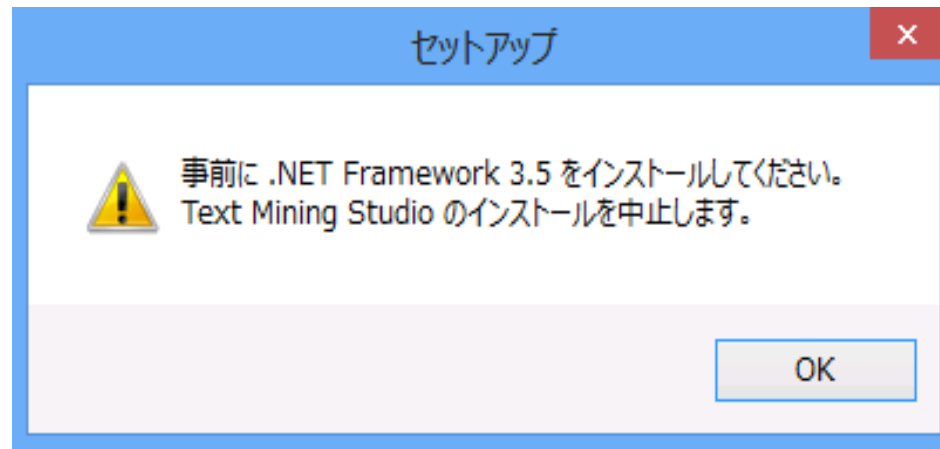 セットアップ
事前に .NET Framework 3.5 をインストールしてください。
Text Mining Studio のインストールを中止します。
OK